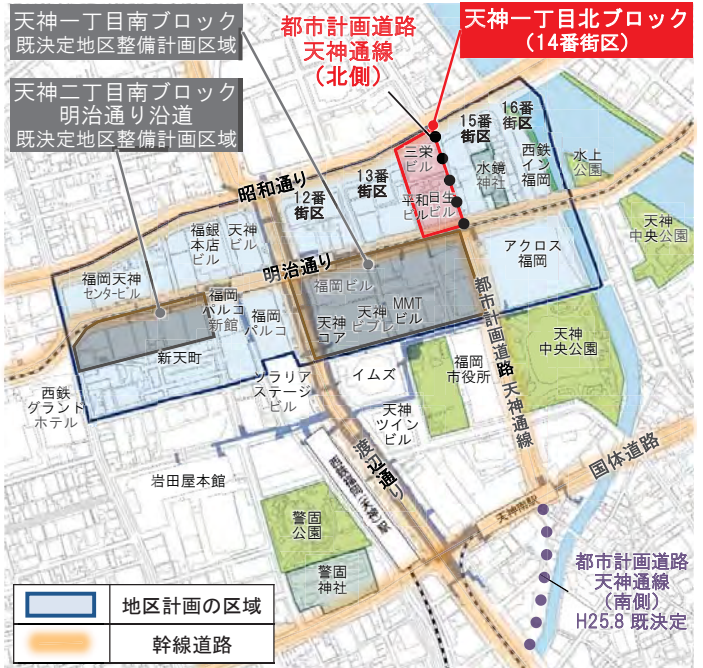 天神一丁目南ブロック
既決定地区整備計画区域
天神二丁目南ブロック
明治通り沿道
既決定地区整備計画区域
都市計画道路
天神通線
(北側)
天神一丁目北ブロック
(14番街区)
16番
街区
15番
街区
西鉄
イン
福岡
水上
公園
三栄
ビル
水鏡
神社
13番
街区
昭和通り
12番
街区
平和
ビル
日生
ビル
天神
中央公園
福銀
本店
ビル
天神
ビル
アクロス
福岡
明治通り
福岡天神
センタービル
福岡ビル
福岡
パルコ
新館
福岡
パルコ
天神
コア
天神
ビブレ
MMT
ビル
都市計画道路 天神通線
新天町
天神
中央公園
福岡
市役所
イムズ
ソラリア
ステージ
ビル
西鉄
グランド
ホテル
天神
ツイン
ビル
渡辺通り
西鉄福岡(天神)駅
国体道路
岩田屋本館
天神南駅
警固
公園
警固
神社
都市計画道路
天神通線
(南側)
H25.8 既決定
地区計画の区域
幹線道路